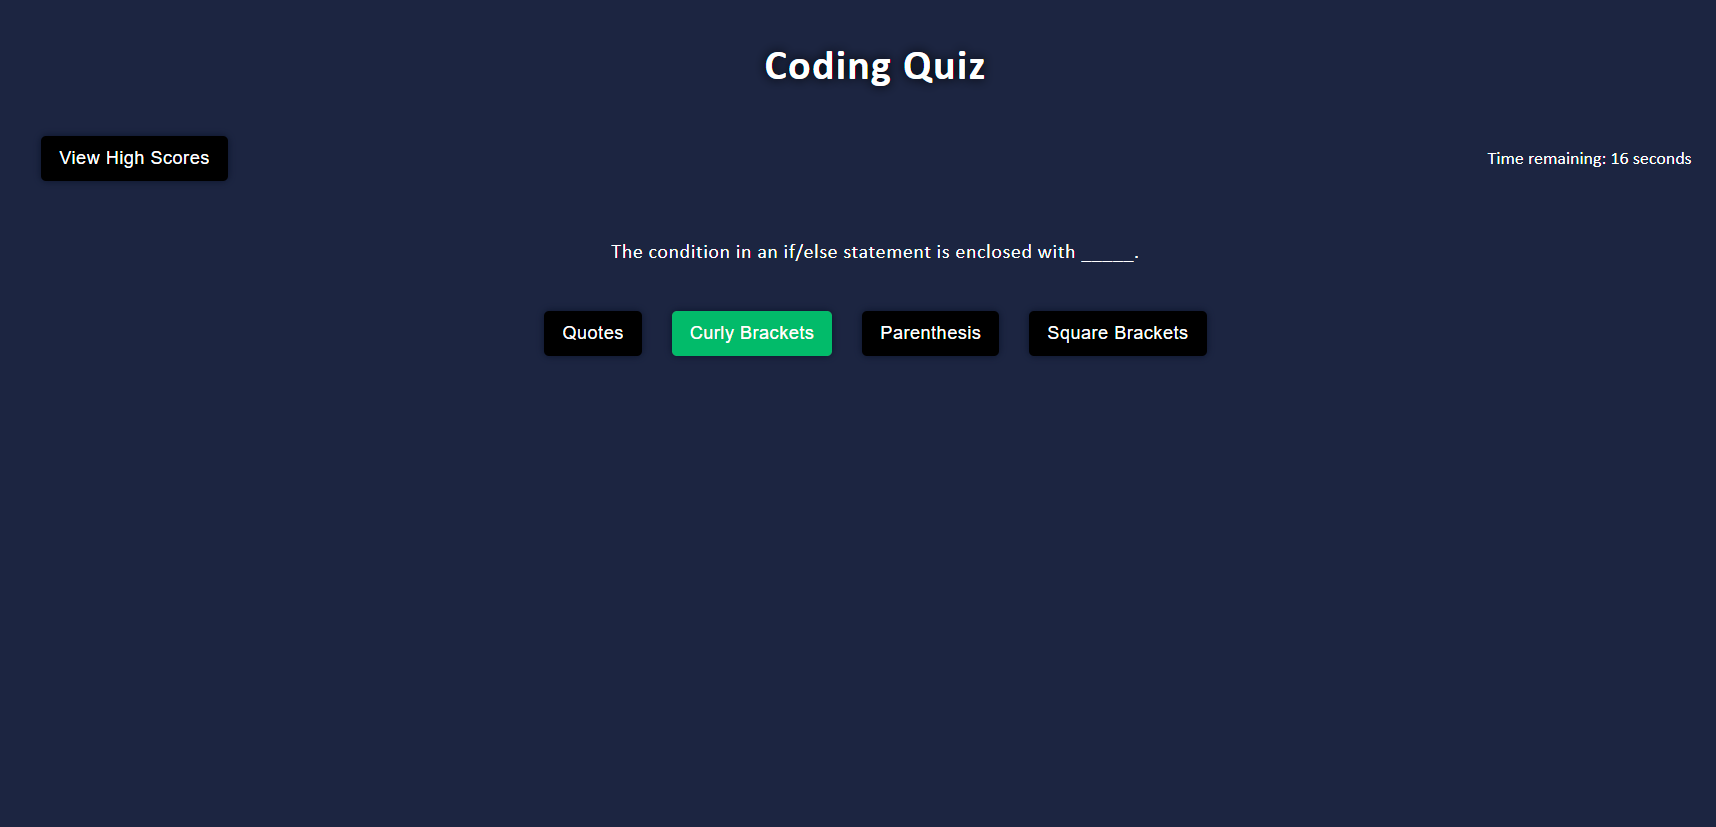 Coding Quiz
View High Scores
Time remaining: 16 seconds
The condition in an if/else statement is enclosed with _____.
Quotes
Curly Brackets
Parenthesis
Square Brackets